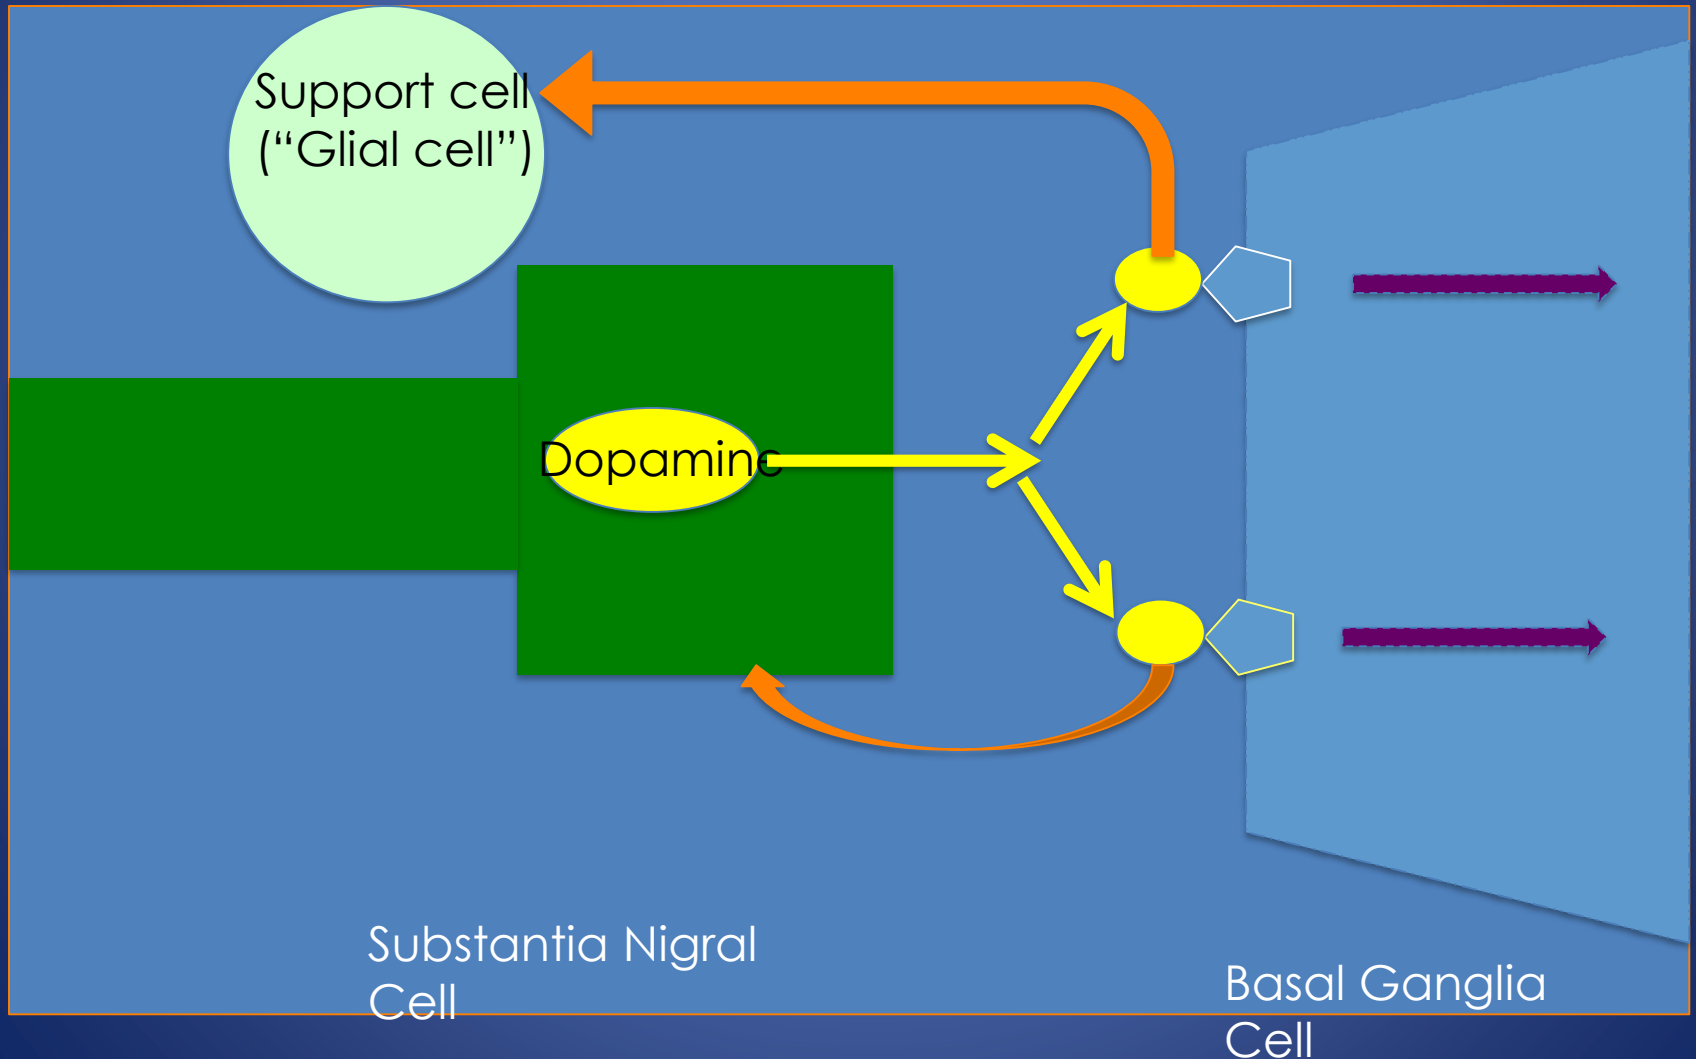 Support cell
(“Glial cell”)
Dopamine
Substantia Nigral
Cell
Basal Ganglia
Cell